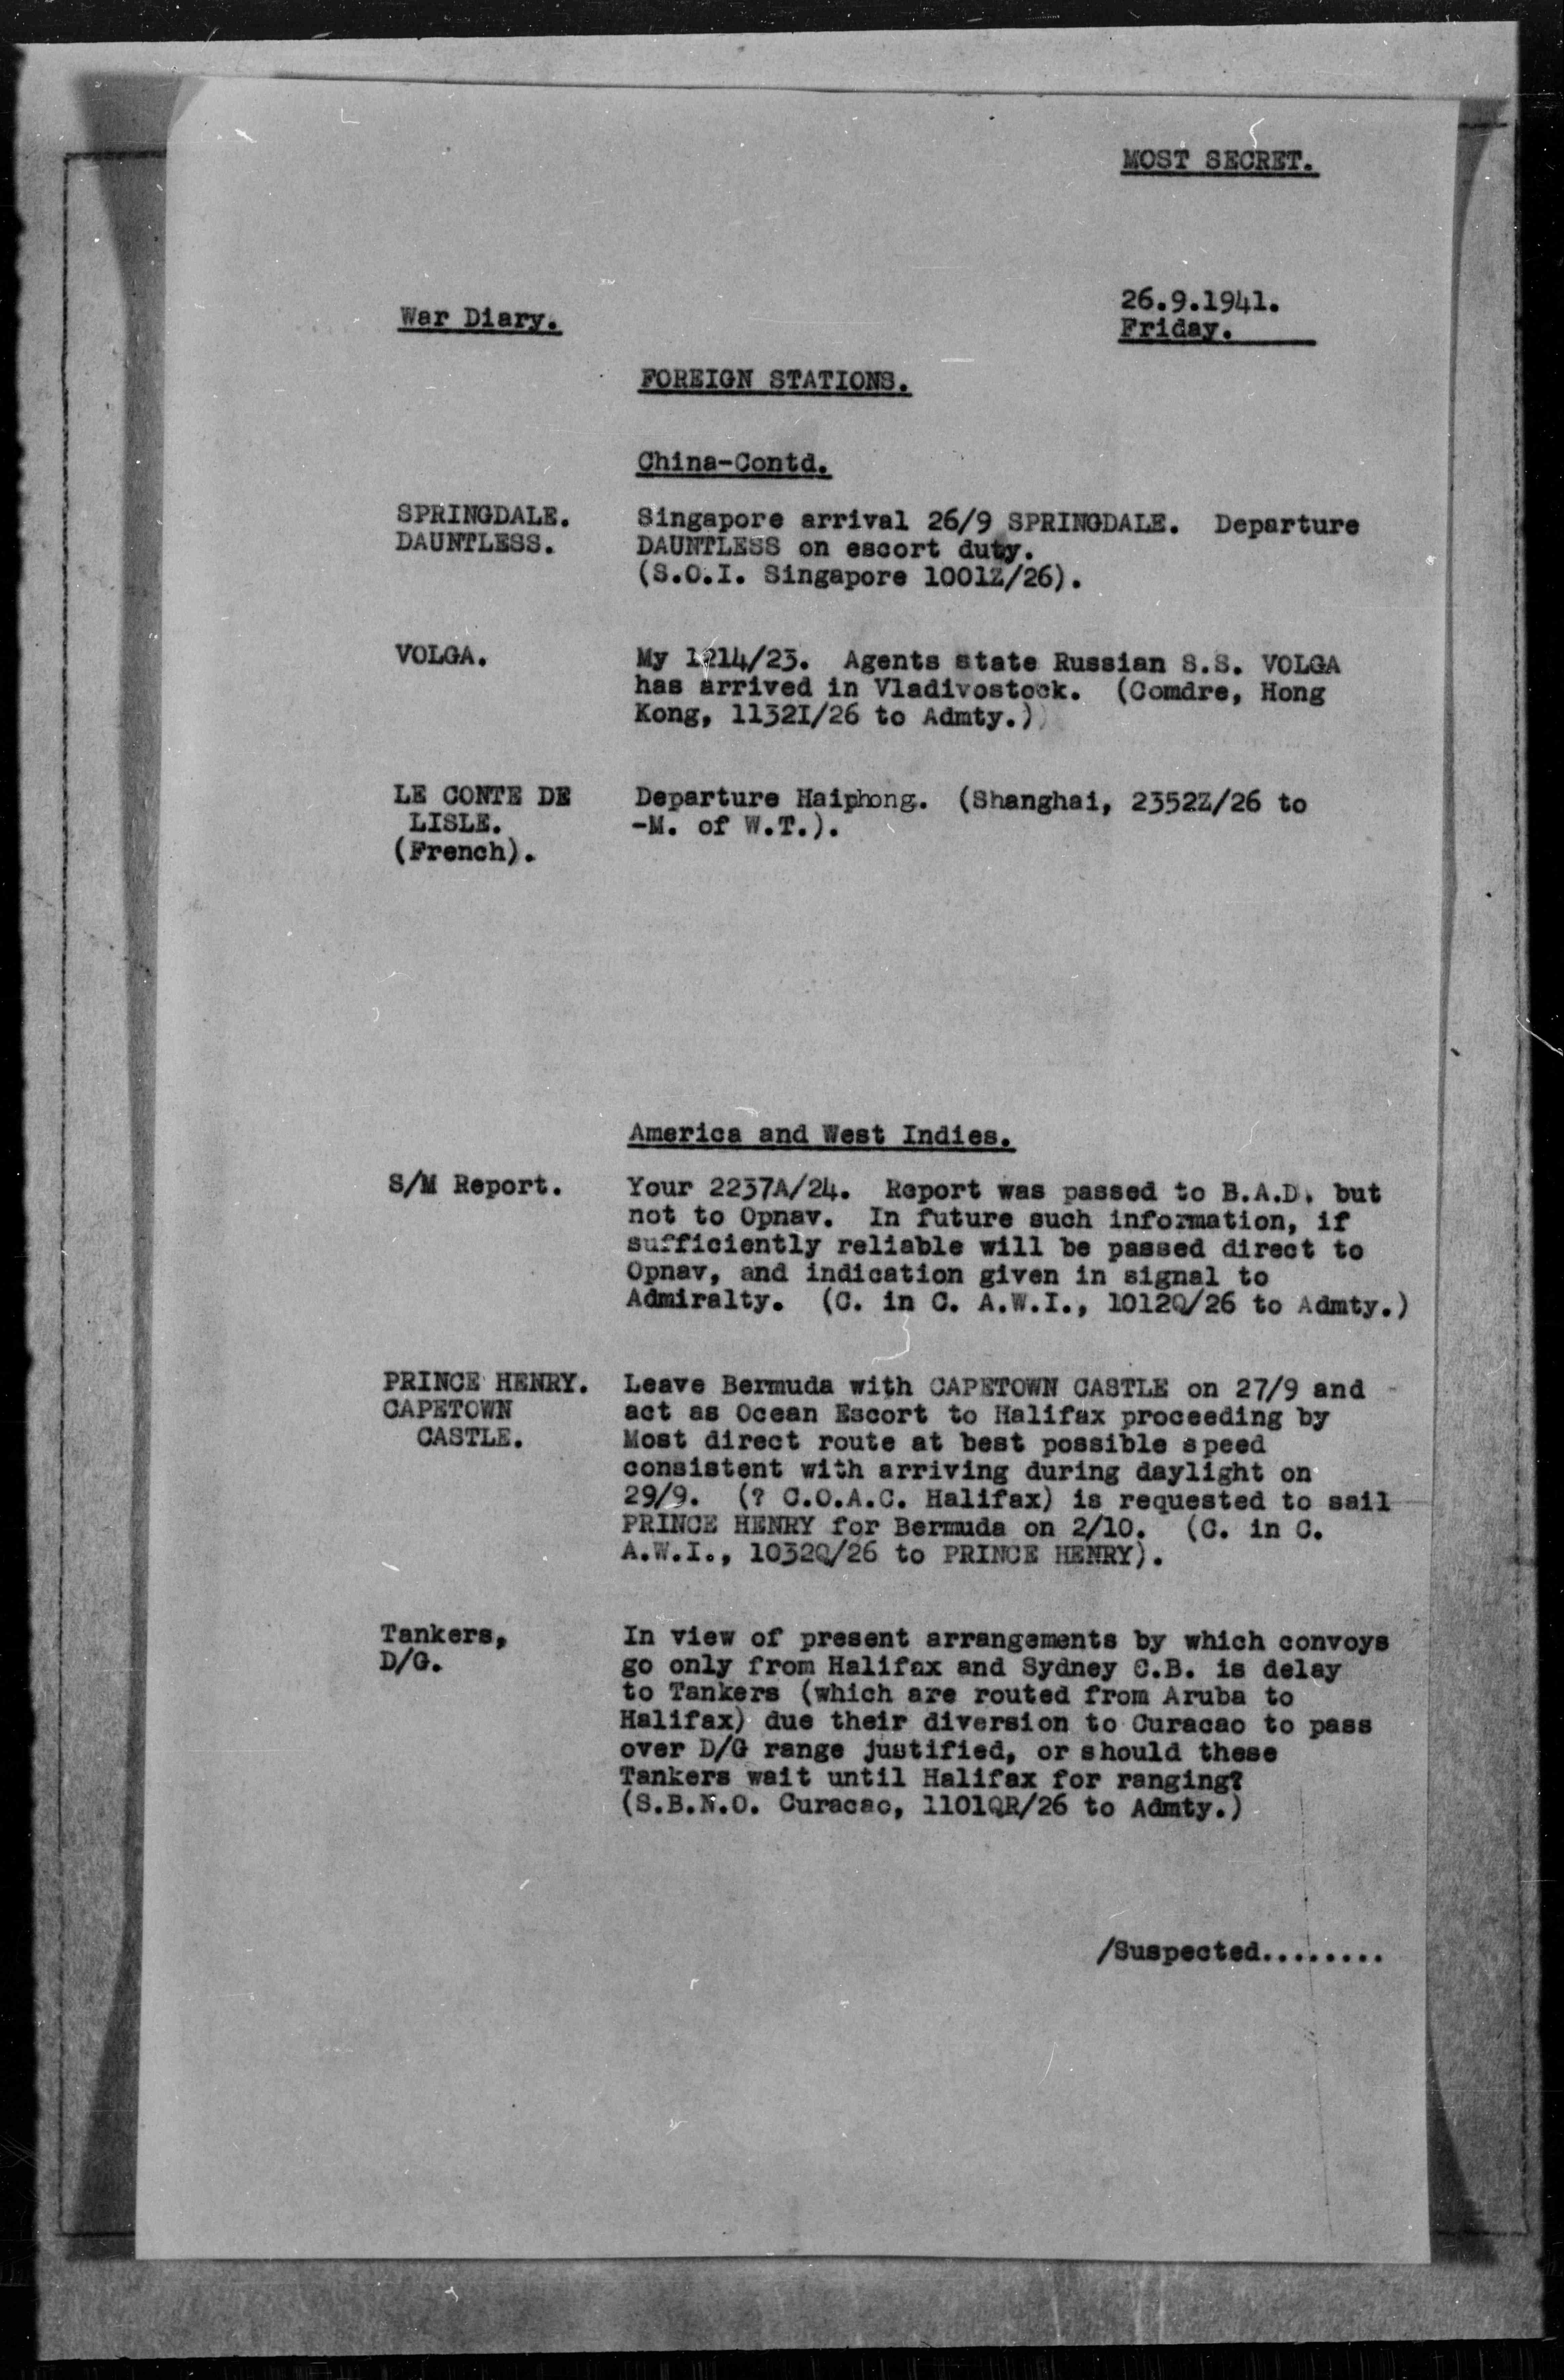 MOST SECRET.
26.9.1941.
War Diary.
Friday.
FOREIGN STATIONS.
China-Contd.
SPRINGDALE.
DAUNTLESS.
Singapore arrival 26/9 SPRINGDALE. Departure
DAUNTLESS on escort duty.
(S.O.I. Singapore 1001Z/26).
VOLGA.
My 1214/23. Agents state Russian S.S. VOLGA
has arrived in Vladivostock. (Comdre, Hong
Kong, 1132I/26 to Admty.)
LE CONTE DE
LISLE.
(French).
Departure Haiphong. (Shanghai, 2352Z/26 to
-M. of W.T.).
America and West Indies.
S/M Report.
Your 2237A/24. Report was passed to B.A.D. but
not to Opnav. In future such information, if
sufficiently reliable will be passed direct to
Opnav, and indication given in signal to
Admiralty. (C. in C. A.W.I., 1012Q/26 to Admty.)
PRINCE HENRY.
CAPETOWN
CASTLE.
Leave Bermuda with CAPETOWN CASTLE on 27/9 and
act as Ocean Escort to Halifax proceeding by
Most direct route at best possible speed
consistent with arriving during daylight on
29/9. (? C.O.A.C. Halifax) is requested to sail
PRINCE HENRY for Bermuda on 2/10. (C. in C.
A.W.I., 1032Q/26 to PRINCE HENRY).
Tankers,
D/G.
In view of present arrangements by which convoys
go only from Halifax and Sydney C.B. is delay
to Tankers (which are routed from Aruba to
Halifax) due their diversion to Curacao to pass
over D/G range justified, or should these
Tankers wait until Halifax for ranging?
(S.B.N.O. Curacao, 1101QR/26 to Admty.)
/Suspected........